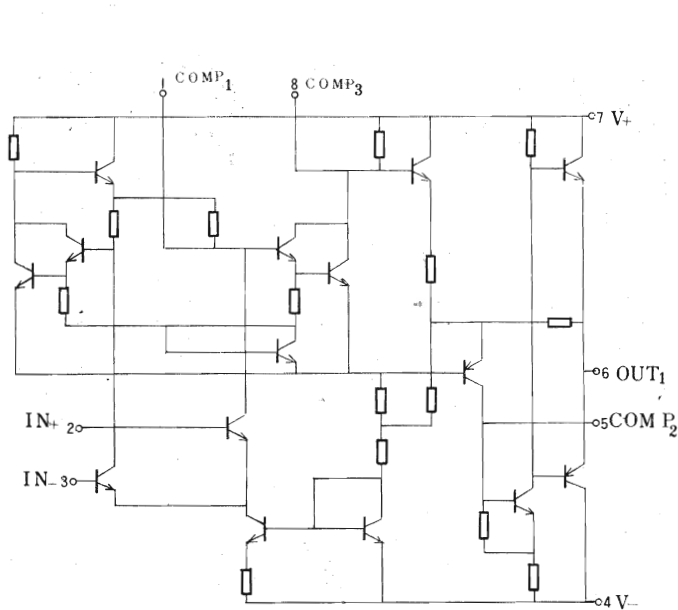 1 COMP₁
8 COMP₃
7 V+
6 OUT₁
IN+ 2
5 COMP₂
IN− 3
4 V−